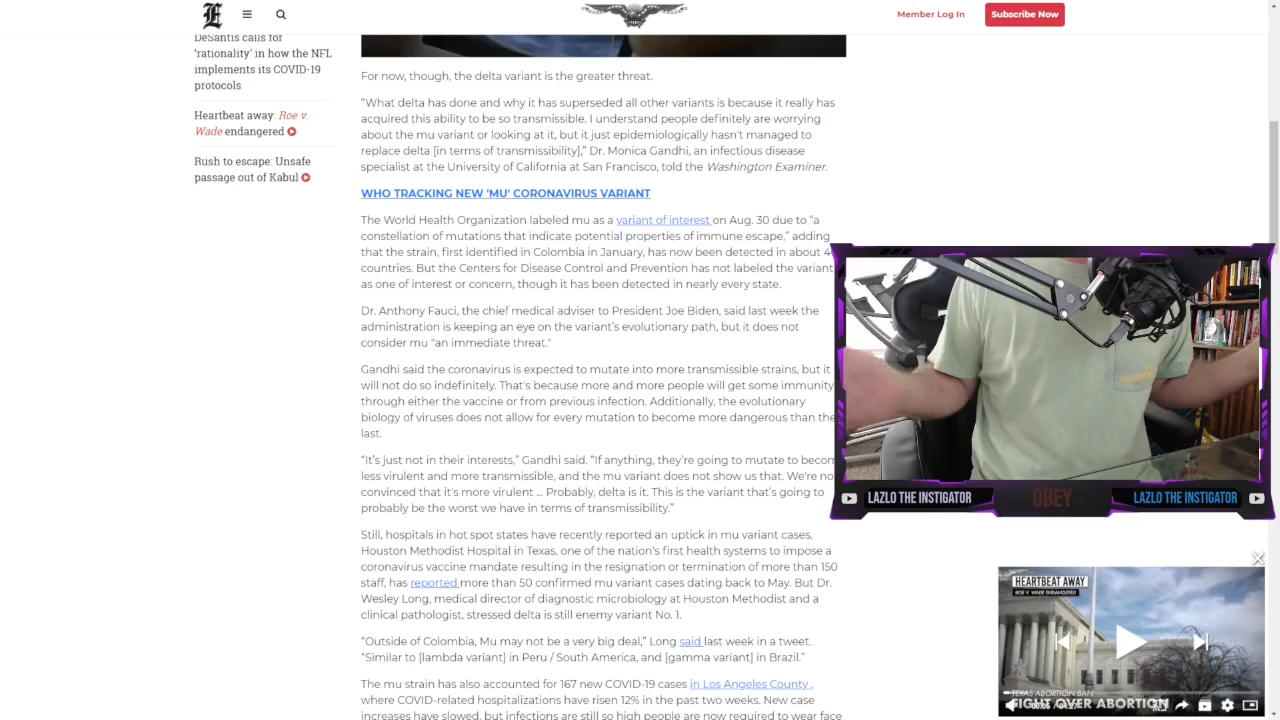 Member Log In
Subscribe Now
DeSantis calls for
'rationality' in how the NFL
implements its COVID-19
protocols
Heartbeat away: Roe v.
Wade endangered
Rush to escape: Unsafe
passage out of Kabul
For now, though, the delta variant is the greater threat.
“What delta has done and why it has superseded all other variants is because it really has
acquired this ability to be so transmissible. I understand people definitely are worrying
about the mu variant or looking at it, but it just epidemiologically hasn't managed to
replace delta [in terms of transmissibility],” Dr. Monica Gandhi, an infectious disease
specialist at the University of California at San Francisco, told the Washington Examiner.
WHO TRACKING NEW 'MU' CORONAVIRUS VARIANT
The World Health Organization labeled mu as a variant of interest on Aug. 30 due to “a
constellation of mutations that indicate potential properties of immune escape,” adding
that the strain, first identified in Colombia in January, has now been detected in about
countries. But the Centers for Disease Control and Prevention has not labeled the variant
as one of interest or concern, though it has been detected in nearly every state.
Dr. Anthony Fauci, the chief medical adviser to President Joe Biden, said last week the
administration is keeping an eye on the variant’s evolutionary path, but it does not
consider mu "an immediate threat."
Gandhi said the coronavirus is expected to mutate into more transmissible strains, but it
will not do so indefinitely. That's because more and more people will get some immunity
through either the vaccine or from previous infection. Additionally, the evolutionary
biology of viruses does not allow for every mutation to become more dangerous than the
last.
“It’s just not in their interests,” Gandhi said. “If anything, they’re going to mutate to becom
less virulent and more transmissible, and the mu variant does not show us that. We're no
convinced that it's more virulent … Probably, delta is it. This is the variant that’s going to
probably be the worst we have in terms of transmissibility.”
Still, hospitals in hot spot states have recently reported an uptick in mu variant cases.
Houston Methodist Hospital in Texas, one of the nation's first health systems to impose a
coronavirus vaccine mandate resulting in the resignation or termination of more than 150
staff, has reported more than 50 confirmed mu variant cases dating back to May. But Dr.
Wesley Long, medical director of diagnostic microbiology at Houston Methodist and a
clinical pathologist, stressed delta is still enemy variant No. 1.
“Outside of Colombia, Mu may not be a very big deal,” Long said last week in a tweet.
“Similar to [lambda variant] in Peru / South America, and [gamma variant] in Brazil.”
The mu strain has also accounted for 167 new COVID-19 cases in Los Angeles County ,
where COVID-related hospitalizations have risen 12% in the past two weeks. New case
increases have slowed, but infections are still so high people are now required to wear face
LAZLO THE INSTIGATOR
OBEY
LAZLO THE INSTIGATOR
HEARTBEAT AWAY
ROE V. WADE ENDANGERED
TEXAS ABORTION BAN
FIGHT OVER ABORTION